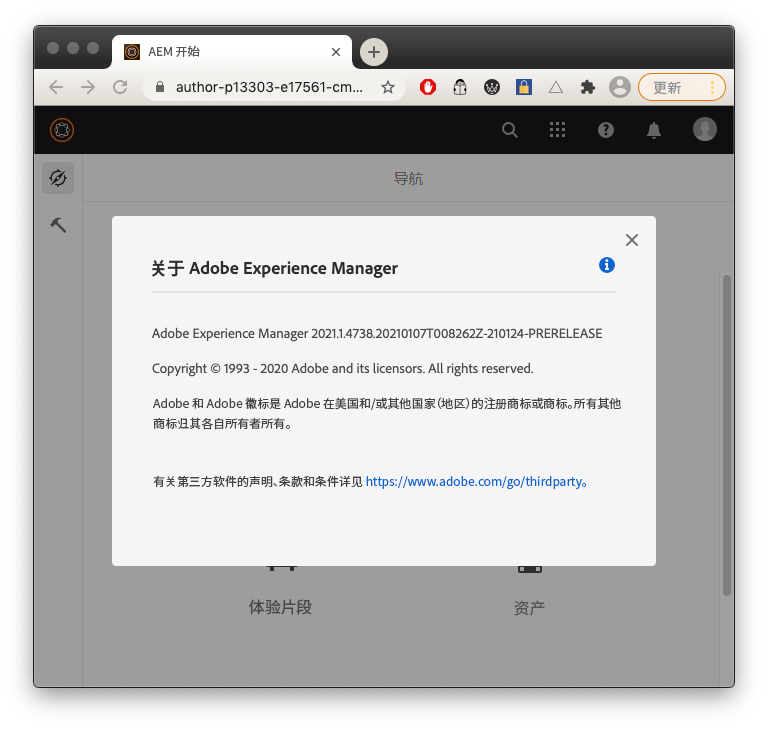 AEM 开始
author-p13303-e17561-cm...
更新
导航
关于 Adobe Experience Manager
Adobe Experience Manager 2021.1.4738.20210107T008262Z-210124-PRERELEASE
Copyright © 1993 - 2020 Adobe and its licensors. All rights reserved.
Adobe 和 Adobe 徽标是 Adobe 在美国和/或其他国家（地区）的注册商标或商标。所有其他
商标归其各自所有者所有。
有关第三方软件的声明、条款和条件详见 https://www.adobe.com/go/thirdparty。
体验片段
资产